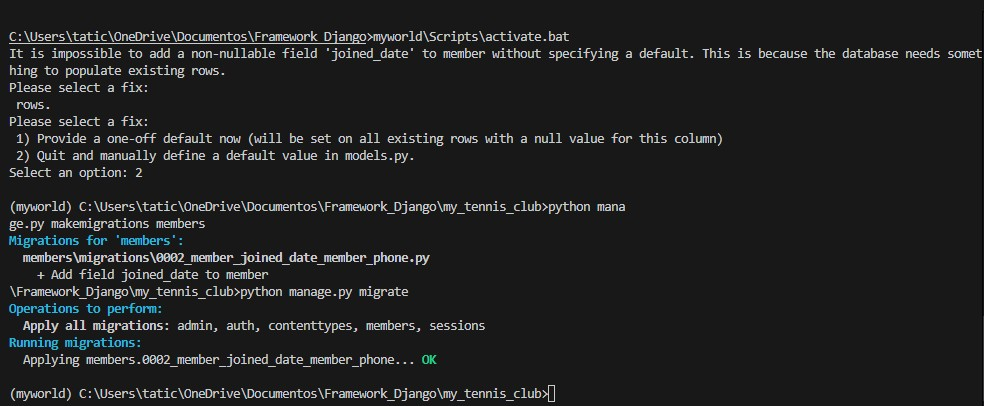 C:\Users\tatic\OneDrive\Documentos\Framework_Django>myworld\Scripts\activate.bat
It is impossible to add a non-nullable field 'joined_date' to member without specifying a default. This is because the database needs somet
hing to populate existing rows.
Please select a fix:
 rows.
Please select a fix:
 1) Provide a one-off default now (will be set on all existing rows with a null value for this column)
 2) Quit and manually define a default value in models.py.
Select an option: 2
(myworld) C:\Users\tatic\OneDrive\Documentos\Framework_Django\my_tennis_club>python mana
ge.py makemigrations members
Migrations for 'members':
  members\migrations\0002_member_joined_date_member_phone.py
    + Add field joined_date to member
\Framework_Django\my_tennis_club>python manage.py migrate
Operations to perform:
  Apply all migrations: admin, auth, contenttypes, members, sessions
Running migrations:
  Applying members.0002_member_joined_date_member_phone... OK
(myworld) C:\Users\tatic\OneDrive\Documentos\Framework_Django\my_tennis_club>